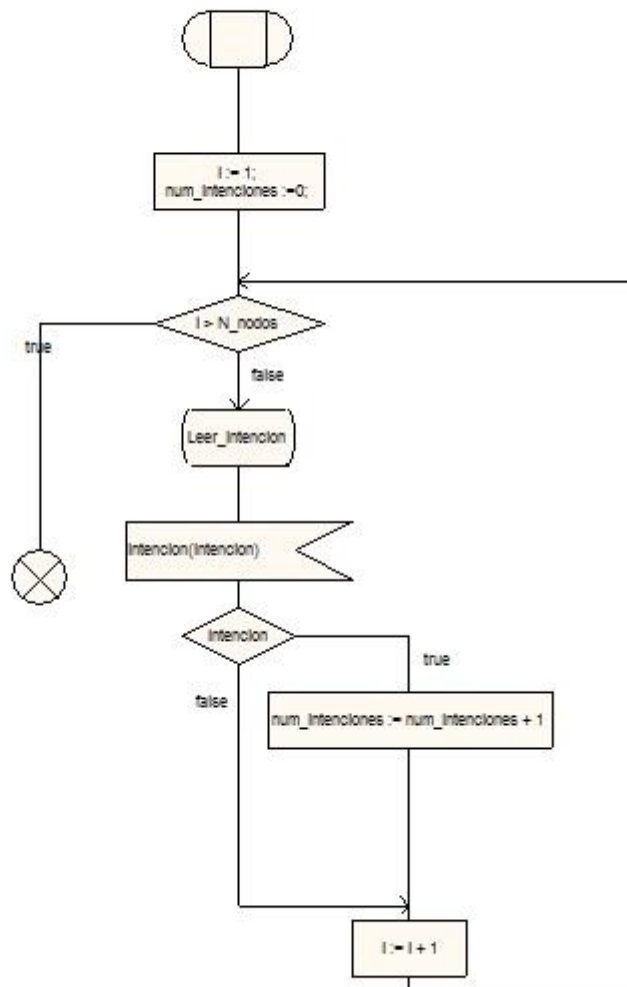 I := 1;
num_intenciones :=0;
I > N_nodos
true
false
Leer_intencion
intencion(intencion)
intencion
true
false
num_intenciones := num_intenciones + 1
I := I + 1